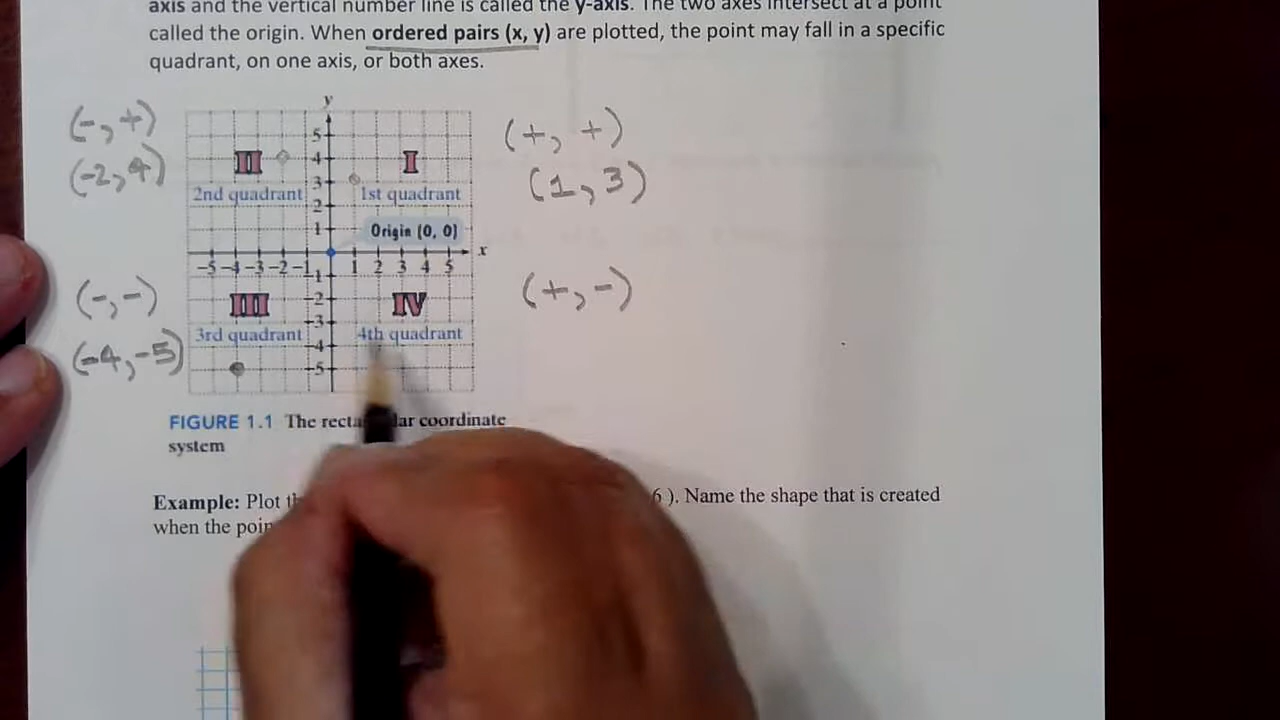 axis and the vertical number line is called the y-axis. The two axes intersect at a point
called the origin. When ordered pairs (x, y) are plotted, the point may fall in a specific
quadrant, on one axis, or both axes.
(-, +)
(-2, 4)
(+, +)
(1, 3)
y
5
4
3
2
1
II
I
2nd quadrant
1st quadrant
Origin (0, 0)
x
-5 -4 -3 -2 -1 1 2 3 4 5
-1
-2
-3
-4
-5
III
IV
3rd quadrant
4th quadrant
(-, -)
(-4, -5)
(+, -)
FIGURE 1.1 The coordinate
system
Example: Plot 6 ). Name the shape that is created
when the